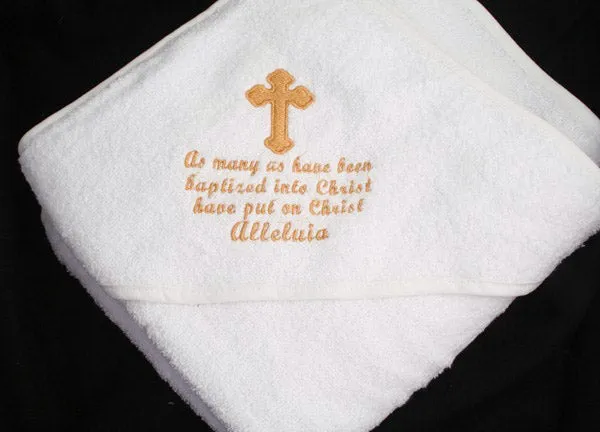 As many as have been
baptized into Christ
have put on Christ
Alleluia